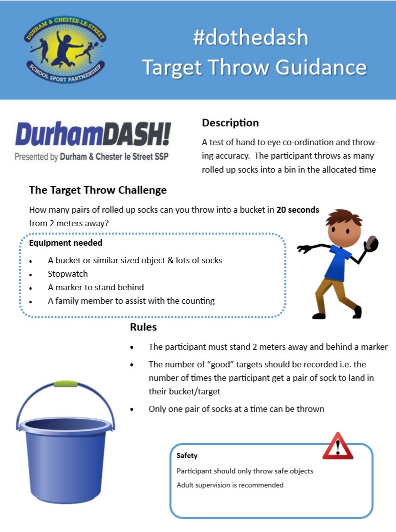 DURHAM & CHESTER-LE-STREET
SCHOOL SPORT PARTNERSHIP
#dothedash
Target Throw Guidance
DurhamDASH!
Presented by Durham & Chester le Street SSP
Description
A test of hand to eye co-ordination and throw-
ing accuracy. The participant throws as many
rolled up socks into a bin in the allocated time
The Target Throw Challenge
How many pairs of rolled up socks can you throw into a bucket in 20 seconds
from 2 meters away?
Equipment needed
• A bucket or similar sized object & lots of socks
• Stopwatch
• A marker to stand behind
• A family member to assist with the counting
Rules
• The participant must stand 2 meters away and behind a marker
• The number of “good” targets should be recorded i.e. the
number of times the participant get a pair of sock to land in
their bucket/target
• Only one pair of socks at a time can be thrown
Safety
Participant should only throw safe objects
Adult supervision is recommended